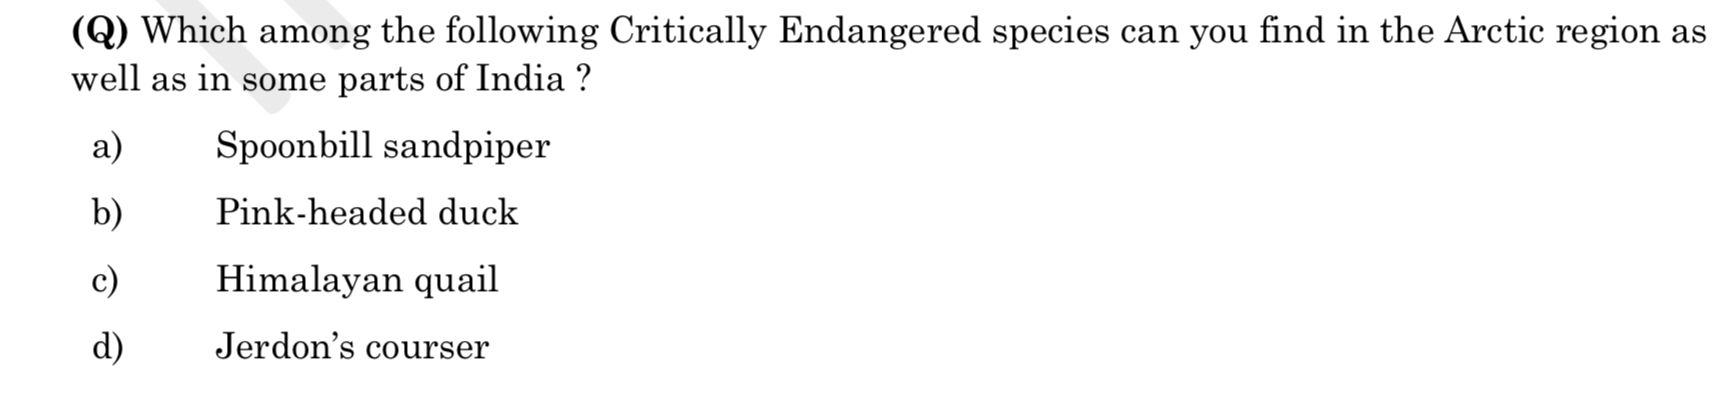 (Q) Which among the following Critically Endangered species can you find in the Arctic region as
well as in some parts of India ?
a) Spoonbill sandpiper
b) Pink-headed duck
c) Himalayan quail
d) Jerdon’s courser